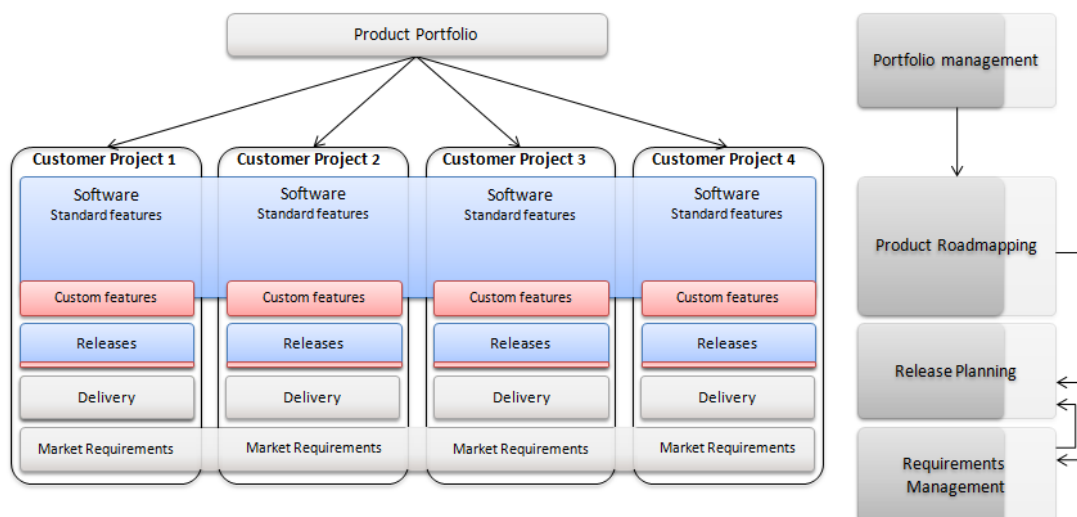 Product Portfolio
Portfolio management
Customer Project 1
Customer Project 2
Customer Project 3
Customer Project 4
Software
Standard features
Software
Standard features
Software
Standard features
Software
Standard features
Product Roadmapping
Custom features
Custom features
Custom features
Custom features
Releases
Releases
Releases
Releases
Release Planning
Delivery
Delivery
Delivery
Delivery
Market Requirements
Market Requirements
Market Requirements
Market Requirements
Requirements
Management